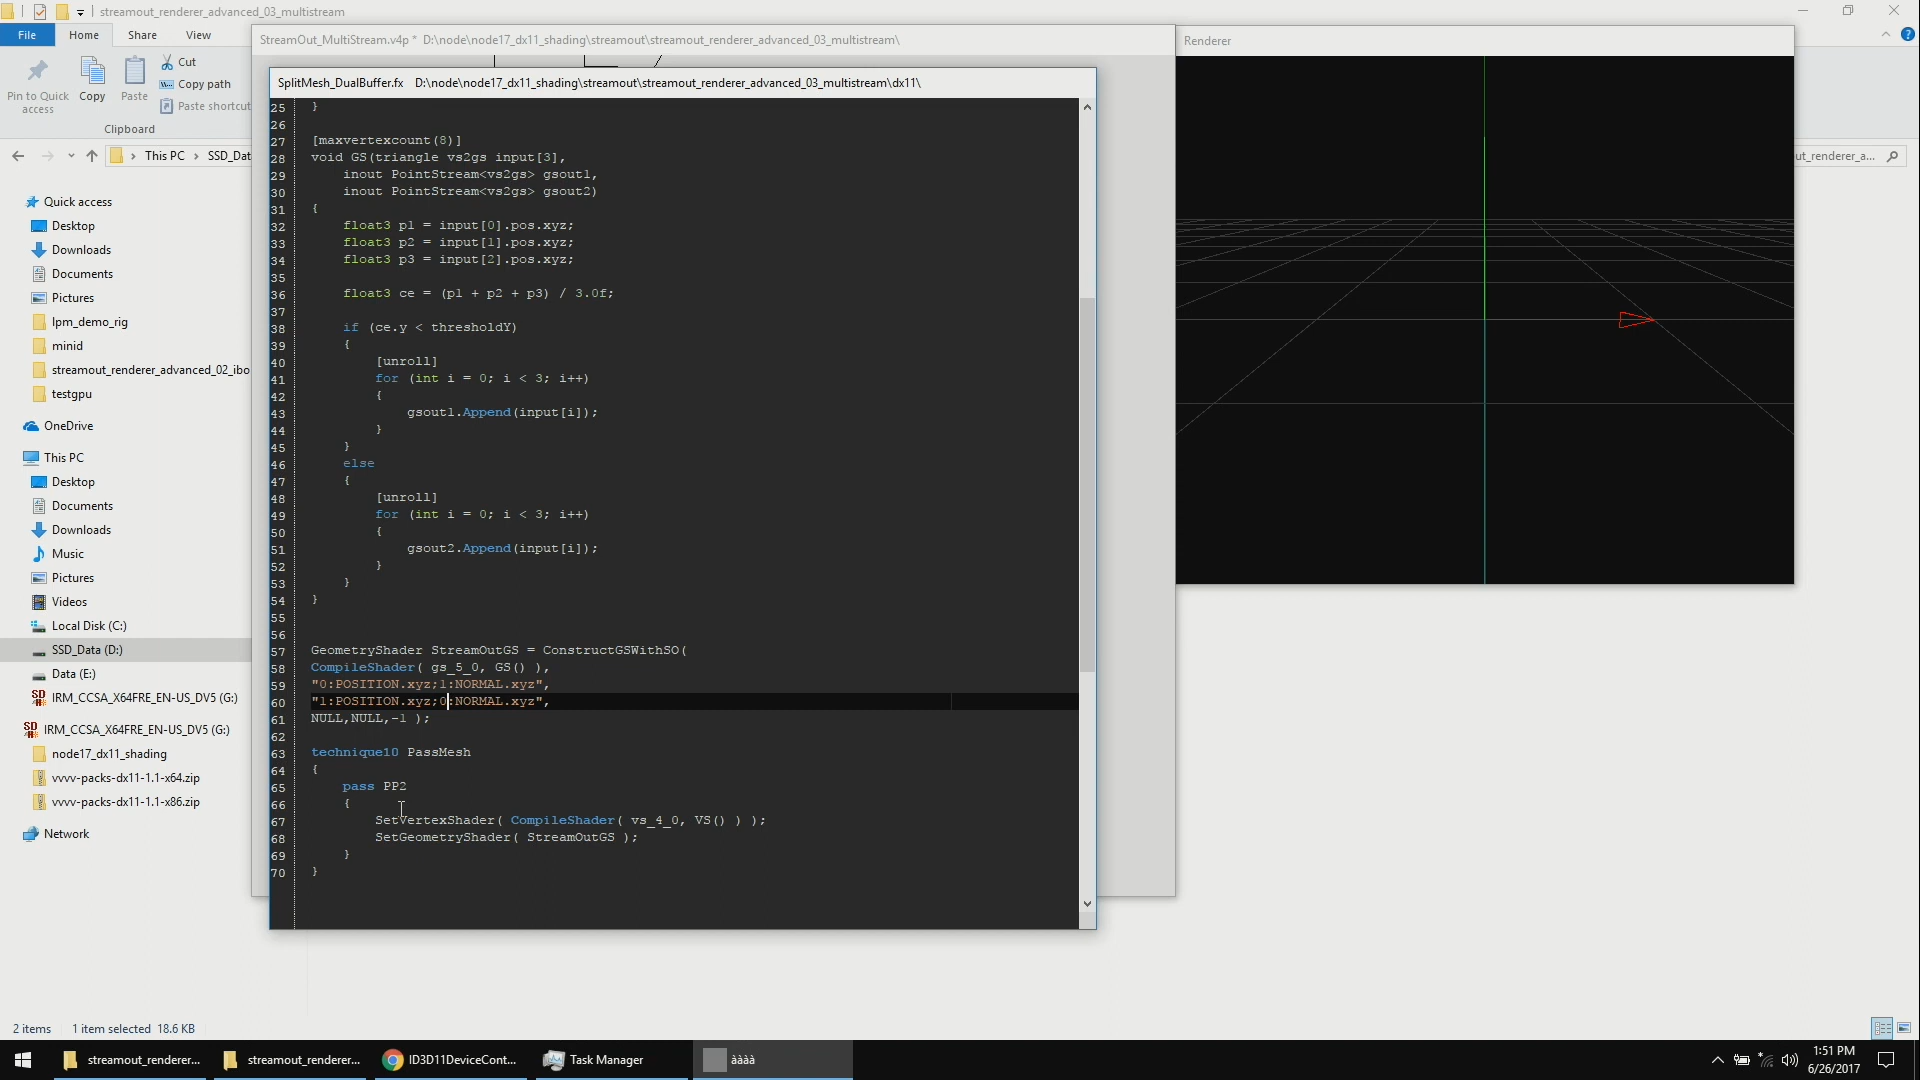 streamout_renderer_advanced_03_multistream
File
Home
Share
View
Pin to Quick access
Copy
Paste
Cut
Copy path
Paste shortcut
Clipboard
This PC
SSD_Dat
ut_renderer_a...
Quick access
Desktop
Downloads
Documents
Pictures
lpm_demo_rig
minid
streamout_renderer_advanced_02_ibo
testgpu
OneDrive
This PC
Desktop
Documents
Downloads
Music
Pictures
Videos
Local Disk (C:)
SSD_Data (D:)
Data (E:)
IRM_CCSA_X64FRE_EN-US_DV5 (G:)
IRM_CCSA_X64FRE_EN-US_DV5 (G:)
node17_dx11_shading
vvvv-packs-dx11-1.1-x64.zip
vvvv-packs-dx11-1.1-x86.zip
Network
2 items 1 item selected 18.6 KB
StreamOut_MultiStream.v4p * D:\node\node17_dx11_shading\streamout\streamout_renderer_advanced_03_multistream\
Renderer
SplitMesh_DualBuffer.fx D:\node\node17_dx11_shading\streamout\streamout_renderer_advanced_03_multistream\dx11\
25 }
26
27 [maxvertexcount(8)]
28 void GS(triangle vs2gs input[3],
29 inout PointStream<vs2gs> gsout1,
30 inout PointStream<vs2gs> gsout2)
31 {
32 float3 p1 = input[0].pos.xyz;
33 float3 p2 = input[1].pos.xyz;
34 float3 p3 = input[2].pos.xyz;
35
36 float3 ce = (p1 + p2 + p3) / 3.0f;
37
38 if (ce.y < thresholdY)
39 {
40 [unroll]
41 for (int i = 0; i < 3; i++)
42 {
43 gsout1.Append(input[i]);
44 }
45 }
46 else
47 {
48 [unroll]
49 for (int i = 0; i < 3; i++)
50 {
51 gsout2.Append(input[i]);
52 }
53 }
54 }
55
56
57 GeometryShader StreamOutGS = ConstructGSWithSO(
58 CompileShader( gs_5_0, GS() ),
59 "0:POSITION.xyz;1:NORMAL.xyz",
60 "1:POSITION.xyz;0:NORMAL.xyz",
61 NULL,NULL,-1 );
62
63 technique10 PassMesh
64 {
65 pass PP2
66 {
67 SetVertexShader( CompileShader( vs_4_0, VS() ) );
68 SetGeometryShader( StreamOutGS );
69 }
70 }
streamout_renderer...
streamout_renderer...
ID3D11DeviceCont...
Task Manager
àààà
1:51 PM
6/26/2017